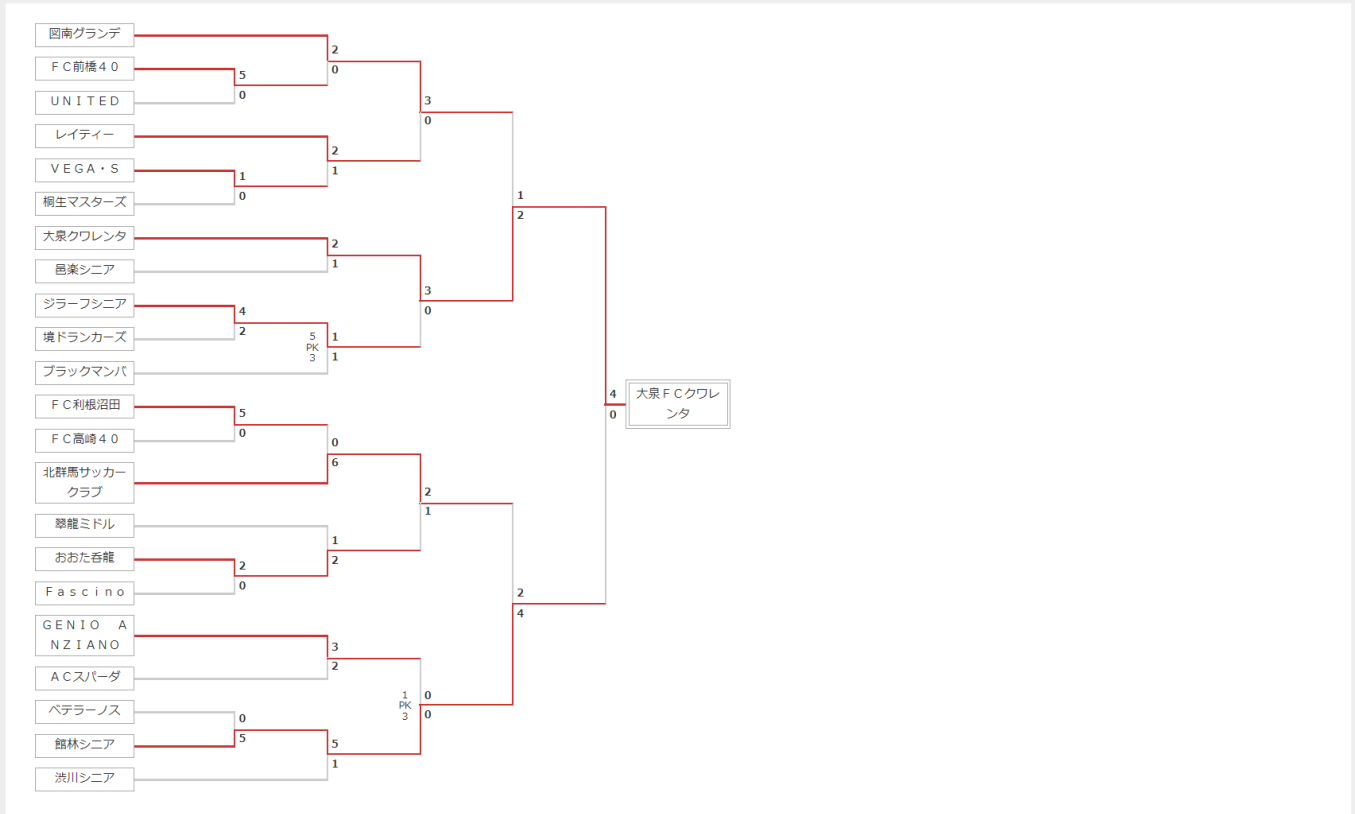 図南グランデ
ＦＣ前橋４０
ＵＮＩＴＥＤ
レイティー
ＶＥＧＡ・Ｓ
桐生マスターズ
大泉クワレンタ
邑楽シニア
ジラーフシニア
境ドランカーズ
ブラックマンバ
ＦＣ利根沼田
ＦＣ高崎４０
北群馬サッカー
クラブ
翠龍ミドル
おおた呑龍
Ｆａｓｃｉｎｏ
ＧＥＮＩＯ　Ａ
ＮＺＩＡＮＯ
ＡＣスパーダ
ベテラーノス
館林シニア
渋川シニア
5
0
1
0
4
2
5
0
2
0
0
5
2
0
2
1
2
1
5
PK
3
1
1
0
6
1
2
3
2
5
1
3
0
3
0
2
1
1
PK
3
0
0
1
2
2
4
4
0
大泉ＦＣクワレ
ンタ